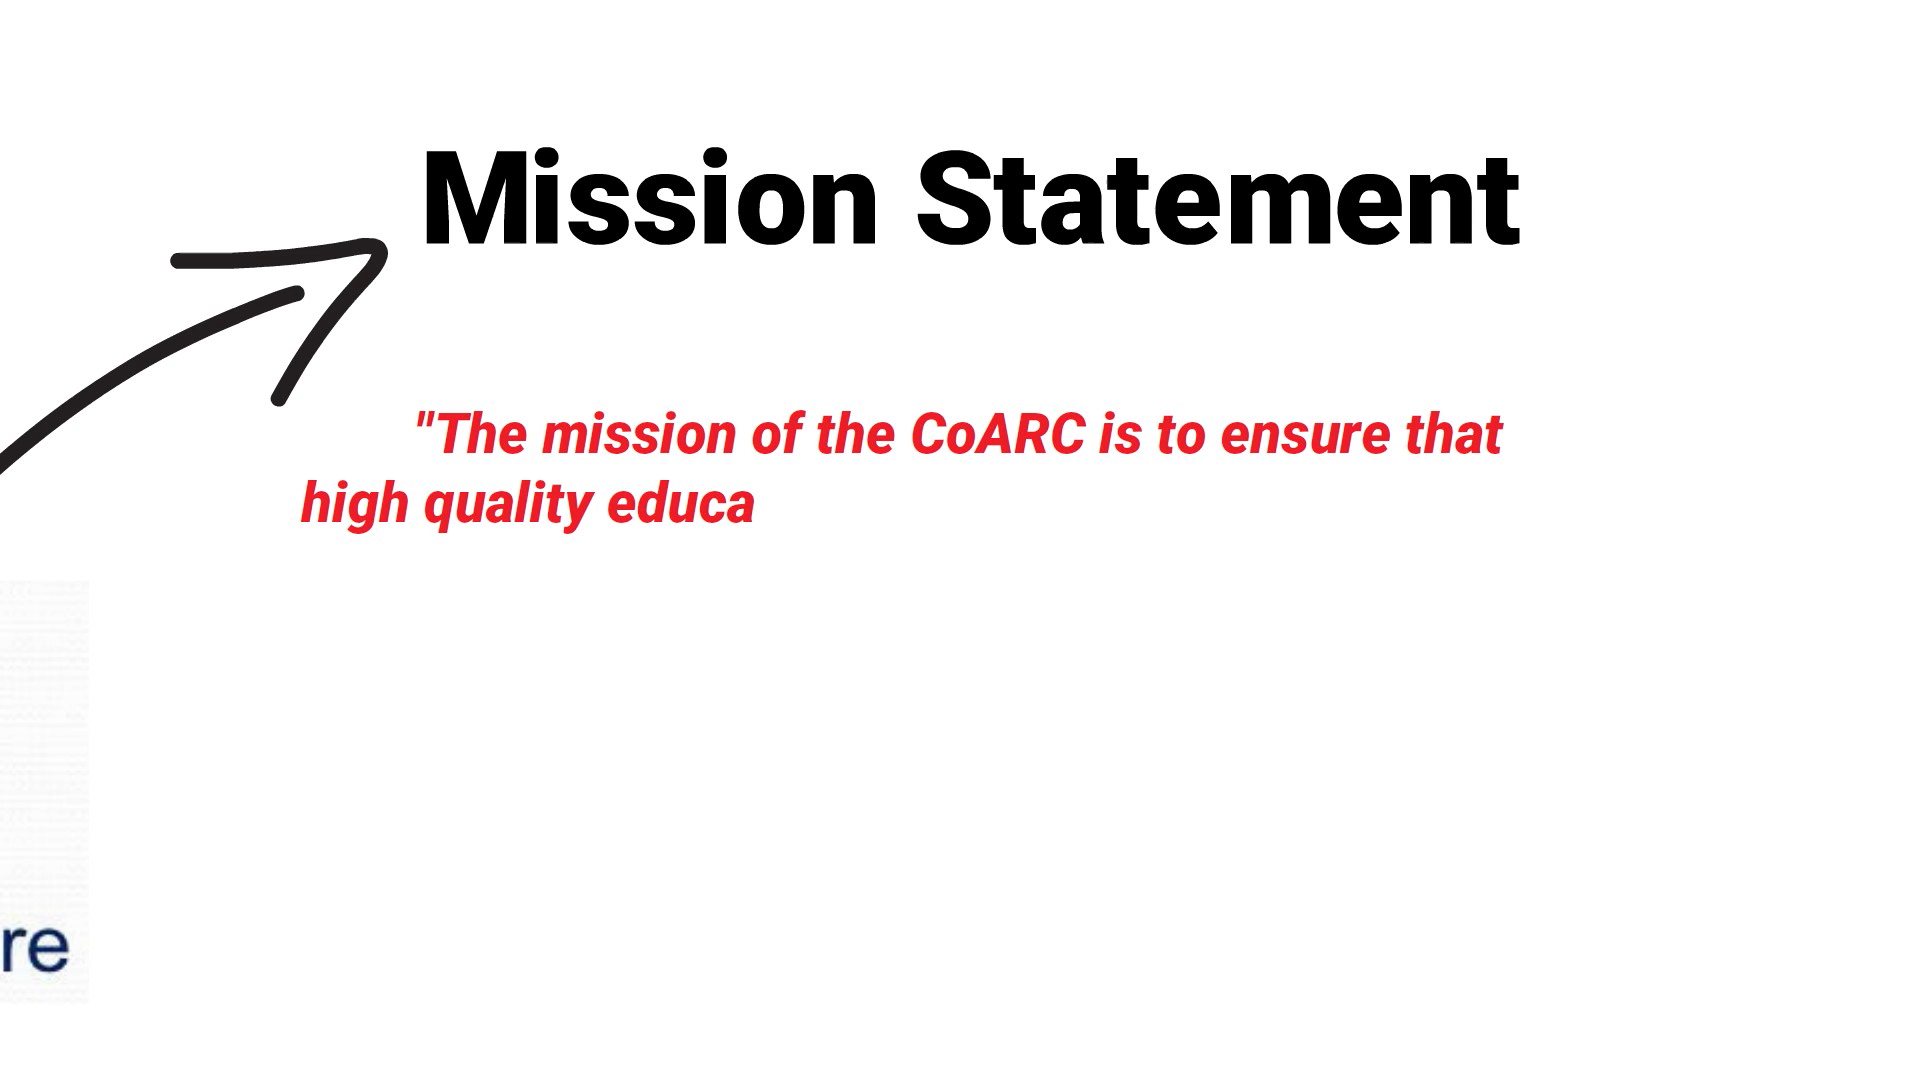 Mission Statement
"The mission of the CoARC is to ensure that
high quality educa
re